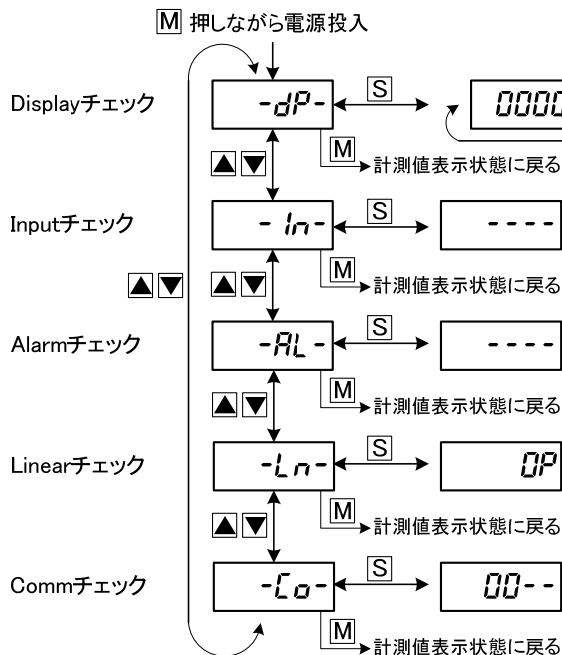 M 押しながら電源投入
Displayチェック
-dP-
S
0000
▲ ▼
M
計測値表示状態に戻る
Inputチェック
-In-
S
----
▲ ▼
▲ ▼
M
計測値表示状態に戻る
Alarmチェック
-AL-
S
----
▲ ▼
M
計測値表示状態に戻る
Linearチェック
-Ln-
S
OP
▲ ▼
M
計測値表示状態に戻る
Commチェック
-Co-
S
00--
M
計測値表示状態に戻る